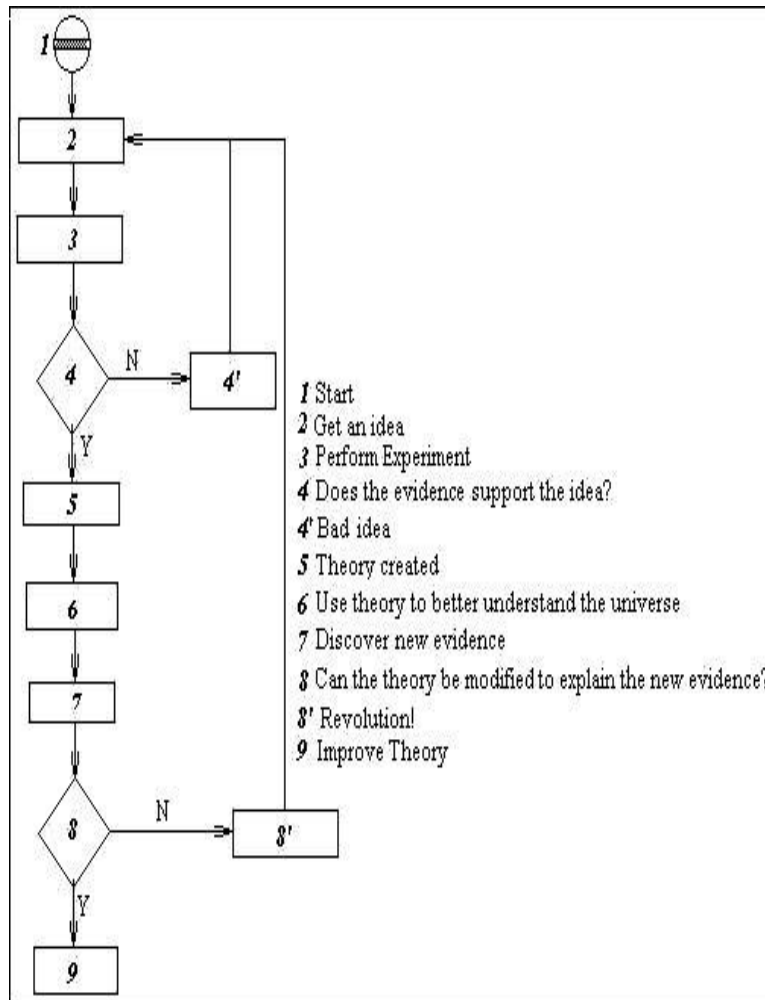 1
2
3
4
N
4'
Y
5
6
7
8
N
8'
Y
9
1 Start
2 Get an idea
3 Perform Experiment
4 Does the evidence support the idea?
4' Bad idea
5 Theory created
6 Use theory to better understand the universe
7 Discover new evidence
8 Can the theory be modified to explain the new evidence?
8' Revolution!
9 Improve Theory